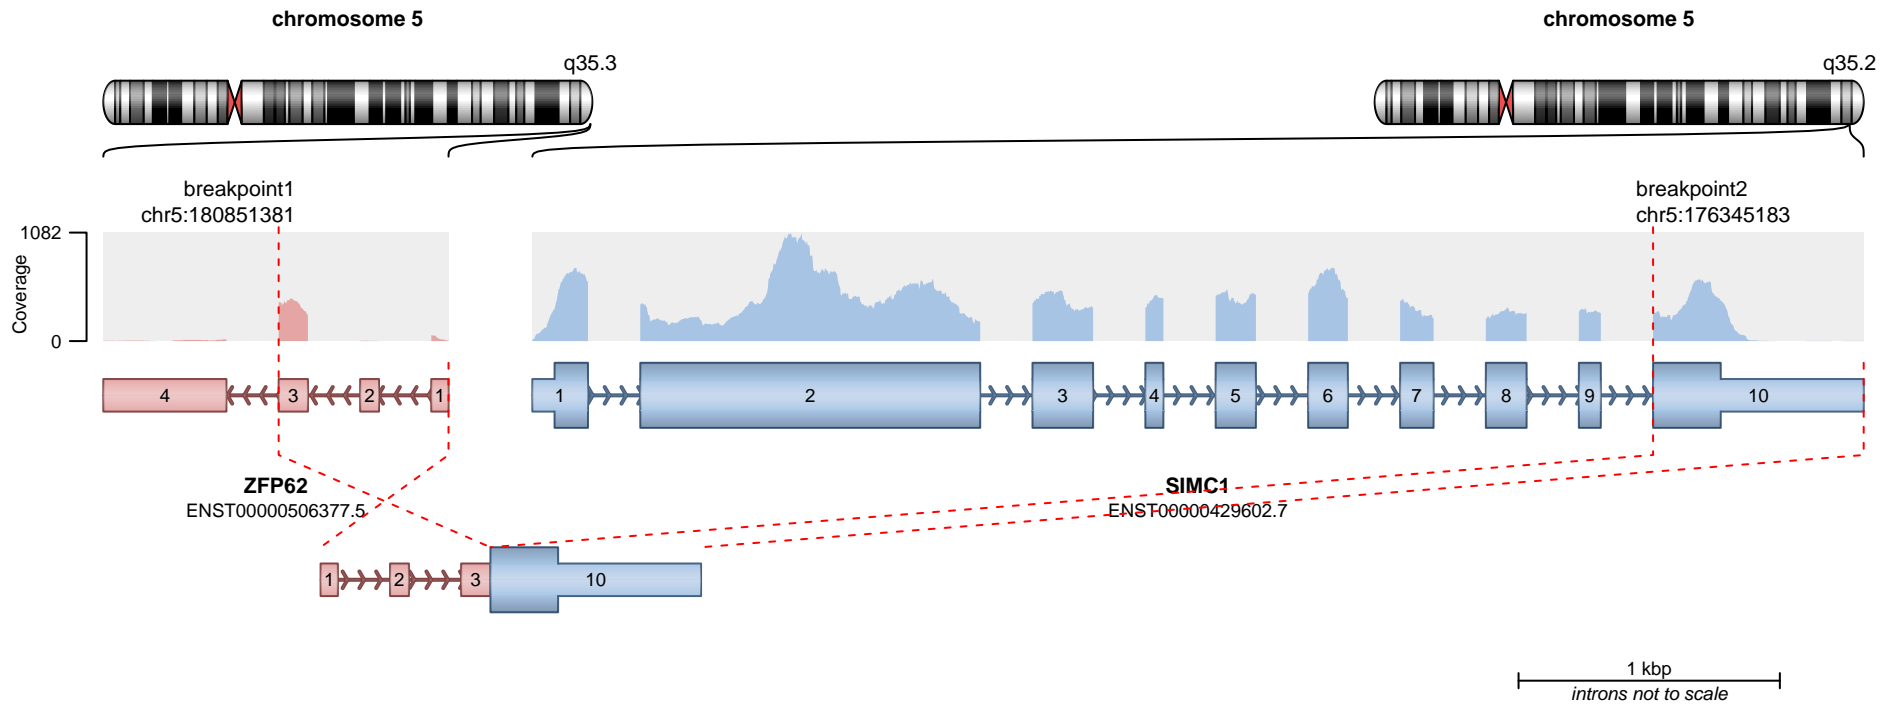 chromosome 5
chromosome 5
q35.3
q35.2
breakpoint1
chr5:180851381
breakpoint2
chr5:176345183
1082
Coverage
0
4 3 2 1
1 2 3 4 5 6 7 8 9 10
ZFP62
ENST00000506377.5
SIMC1
ENST00000429602.7
1 2 3 10
1 kbp
introns not to scale